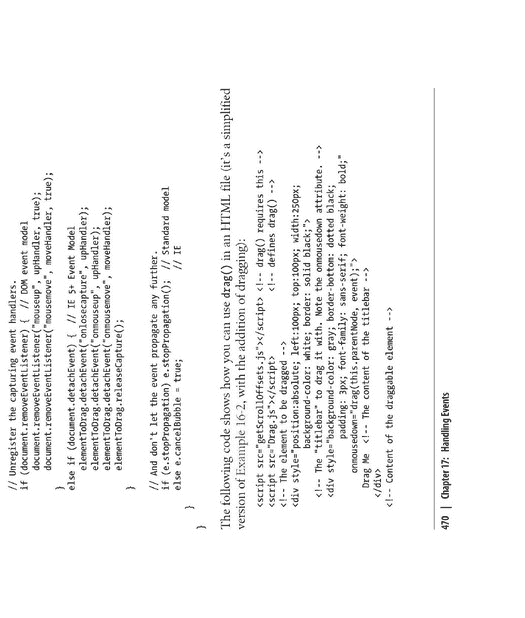 // Unregister the capturing event handlers.
if (document.removeEventListener) {  // DOM event model
document.removeEventListener("mouseup", upHandler, true);
document.removeEventListener("mousemove", moveHandler, true);
}
else if (document.detachEvent) {  // IE 5+ Event Model
elementToDrag.detachEvent("onlosecapture", upHandler);
elementToDrag.detachEvent("onmouseup", upHandler);
elementToDrag.detachEvent("onmousemove", moveHandler);
elementToDrag.releaseCapture();
}
// And don't let the event propagate any further.
if (e.stopPropagation) e.stopPropagation();  // Standard model
else e.cancelBubble = true;  // IE
}
}
The following code shows how you can use drag() in an HTML file (it's a simplified
version of Example 16-2, with the addition of dragging):
<script src="getScrollOffsets.js"></script> <!-- drag() requires this -->
<script src="Drag.js"></script>  <!-- defines drag() -->
<!-- The element to be dragged -->
<div style="position:absolute; left:100px; top:100px; width:250px;
background-color: white; border: solid black;">
<!-- The "titlebar" to drag it with. Note the onmousedown attribute. -->
<div style="background-color: gray; border-bottom: dotted black;
padding: 3px; font-family: sans-serif; font-weight: bold;"
onmousedown="drag(this.parentNode, event);">
Drag Me  <!-- The content of the titlebar -->
</div>
<!-- Content of the draggable element -->
470 | Chapter 17: Handling Events